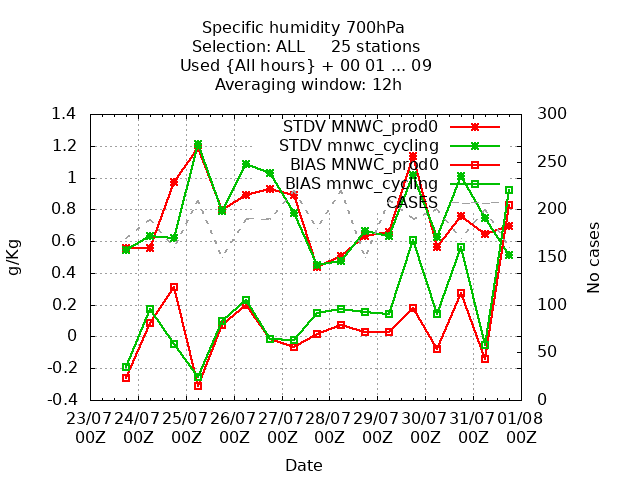 Specific humidity 700hPa
Selection: ALL     25 stations
Used {All hours} + 00 01 ... 09
Averaging window: 12h
STDV MNWC_prod0
STDV mnwc_cycling
BIAS MNWC_prod0
BIAS mnwc_cycling
CASES
g/Kg
1.4
1.2
1
0.8
0.6
0.4
0.2
0
-0.2
-0.4
No cases
300
250
200
150
100
50
0
23/07 24/07 25/07 26/07 27/07 28/07 29/07 30/07 31/07 01/08
00Z 00Z 00Z 00Z 00Z 00Z 00Z 00Z 00Z 00Z
Date